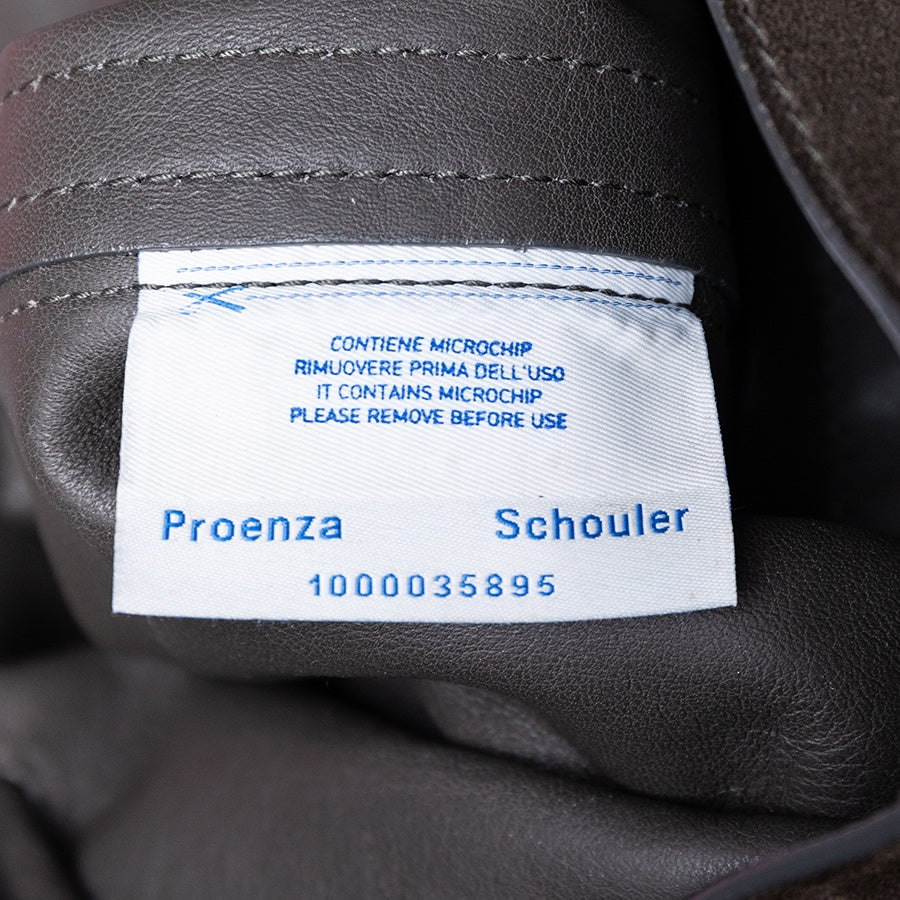 CONTIENE MICROCHIP
RIMUOVERE PRIMA DELL'USO
IT CONTAINS MICROCHIP
PLEASE REMOVE BEFORE USE
Proenza Schouler
1000035895